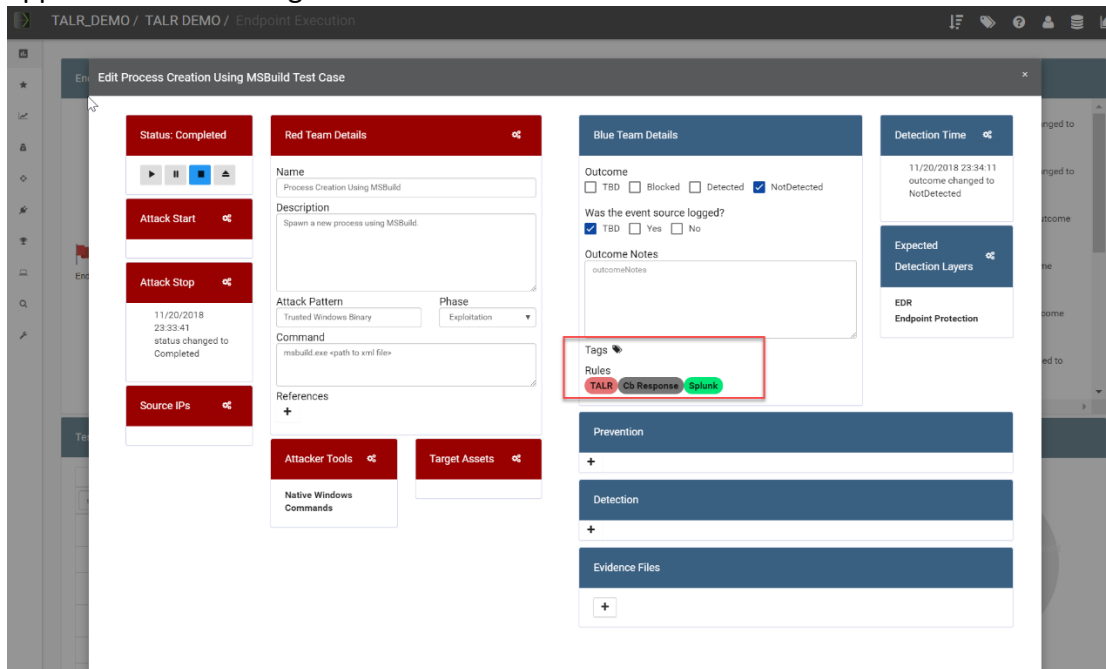 TALR_DEMO / TALR DEMO / Endpoint Execution
Edit Process Creation Using MSBuild Test Case
×
Status: Completed
Attack Start
Attack Stop
11/20/2018
23:33:41
status changed to
Completed
Source IPs
Red Team Details
Name
Process Creation Using MSBuild
Description
Spawn a new process using MSBuild.
Attack Pattern
Phase
Trusted Windows Binary
Exploitation
Command
msbuild.exe <path to xml file>
References
+
Attacker Tools
Native Windows
Commands
Target Assets
Blue Team Details
Outcome
TBD Blocked Detected NotDetected
Was the event source logged?
TBD Yes No
Outcome Notes
outcomeNotes
Tags
Rules
TALR Cb Response Splunk
Prevention
+
Detection
+
Evidence Files
+
Detection Time
11/20/2018 23:34:11
outcome changed to
NotDetected
Expected
Detection Layers
EDR
Endpoint Protection